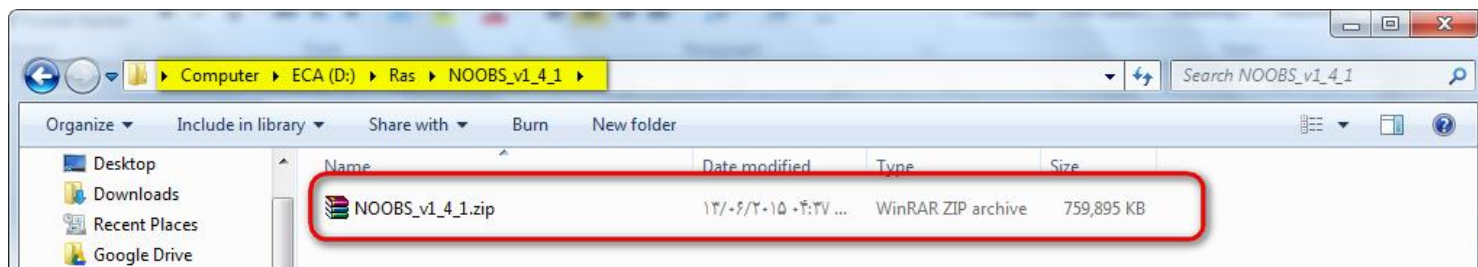 Computer ▸ ECA (D:) ▸ Ras ▸ NOOBS_v1_4_1 ▸
Search NOOBS_v1_4_1
Organize Include in library Share with Burn New folder
Desktop
Downloads
Recent Places
Google Drive
Name Date modified Type Size
NOOBS_v1_4_1.zip ۱۳/۰۶/۲۰۱۵ ۰۴:۳۷ ... WinRAR ZIP archive 759,895 KB